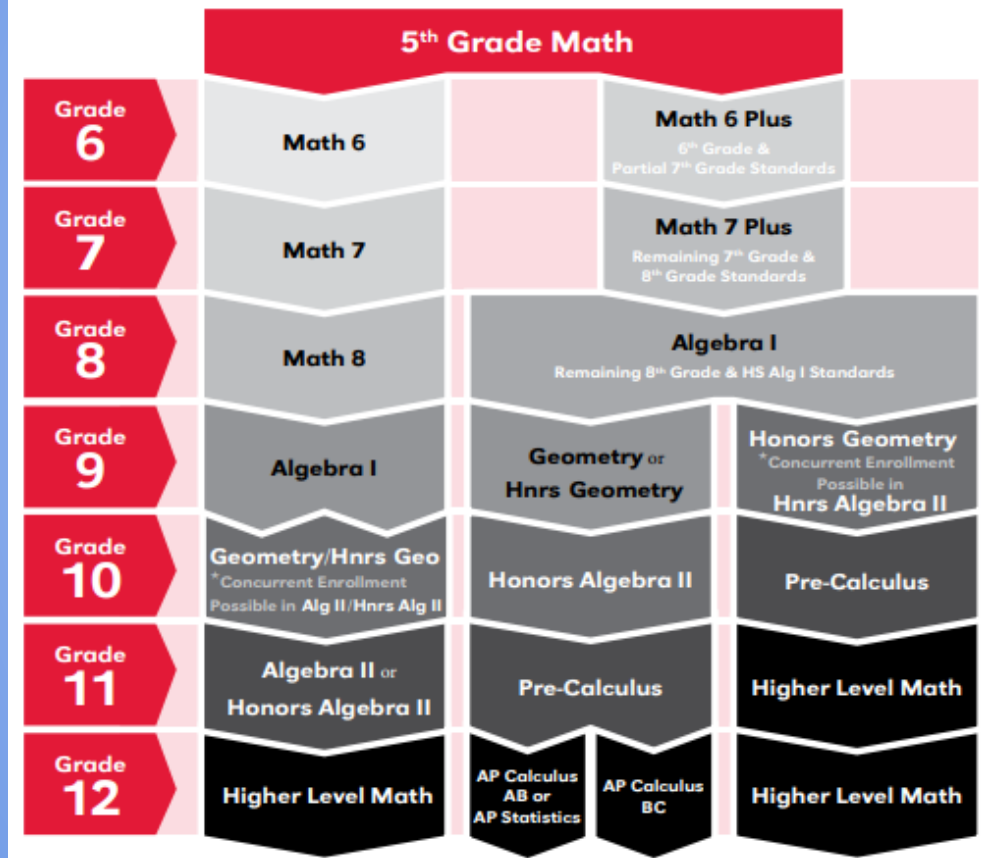 5th Grade Math
Grade
6
Math 6
Math 6 Plus
6th Grade &
Partial 7th Grade Standards
Grade
7
Math 7
Math 7 Plus
Remaining 7th Grade &
8th Grade Standards
Grade
8
Math 8
Algebra I
Remaining 8th Grade & HS Alg I Standards
Grade
9
Algebra I
Geometry or
Hnrs Geometry
Honors Geometry
*Concurrent Enrollment
Possible in
Hnrs Algebra II
Grade
10
Geometry/Hnrs Geo
*Concurrent Enrollment
Possible in Alg II/Hnrs Alg II
Honors Algebra II
Pre-Calculus
Grade
11
Algebra II or
Honors Algebra II
Pre-Calculus
Higher Level Math
Grade
12
Higher Level Math
AP Calculus
AB or
AP Statistics
AP Calculus
BC
Higher Level Math